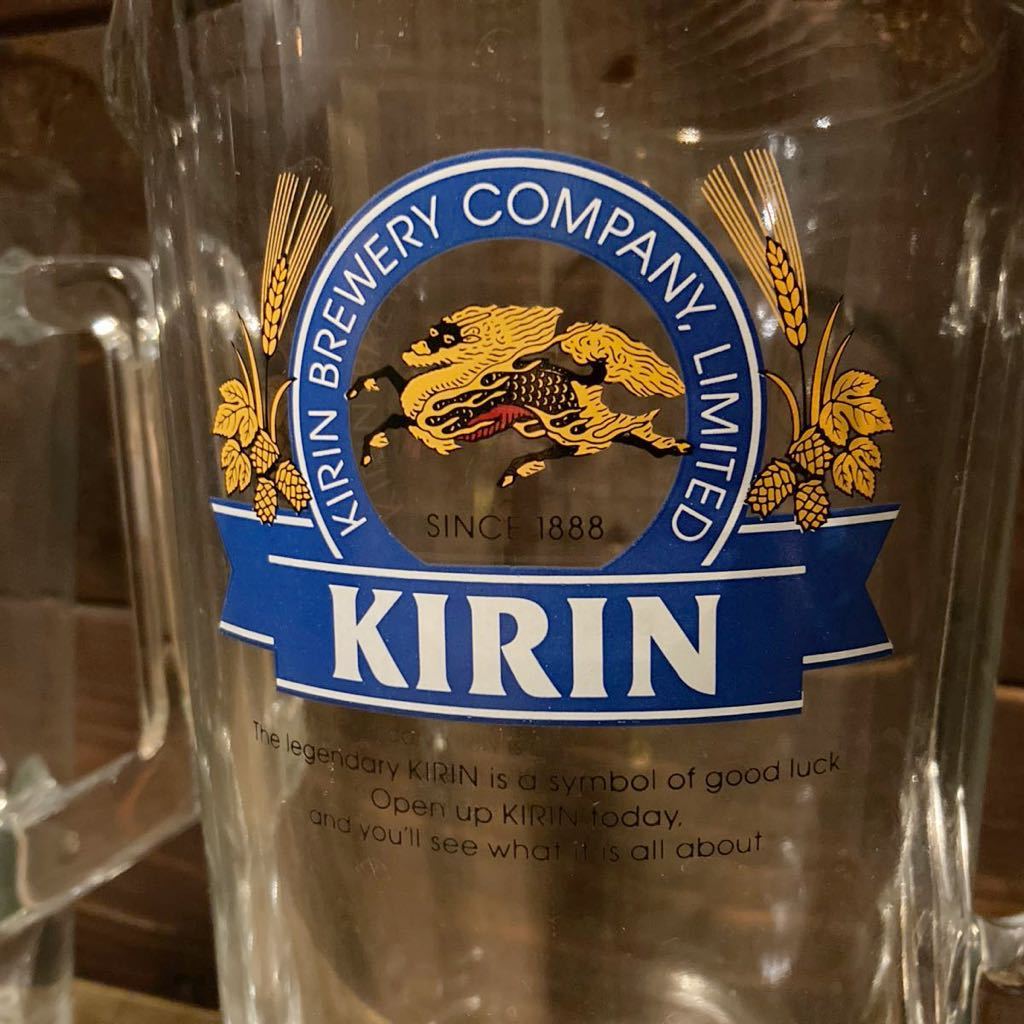 KIRIN BREWERY COMPANY, LIMITED
SINCE 1888
KIRIN
The legendary KIRIN is a symbol of good luck
Open up KIRIN today,
and you'll see what it is all about